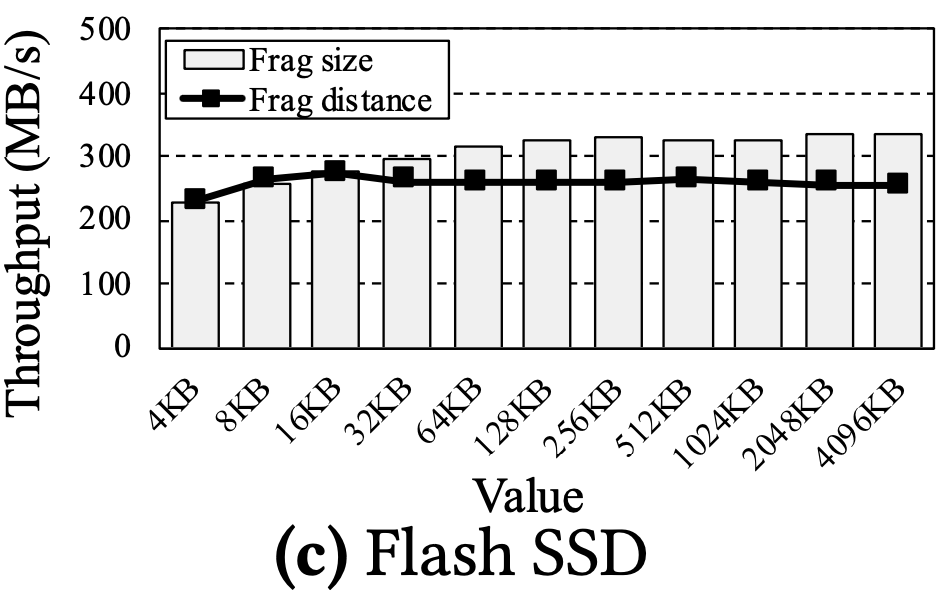 Throughput (MB/s)
500
400
300
200
100
0
Frag size
Frag distance
4KB
8KB
16KB
32KB
64KB
128KB
256KB
512KB
1024KB
2048KB
4096KB
Value
(c) Flash SSD